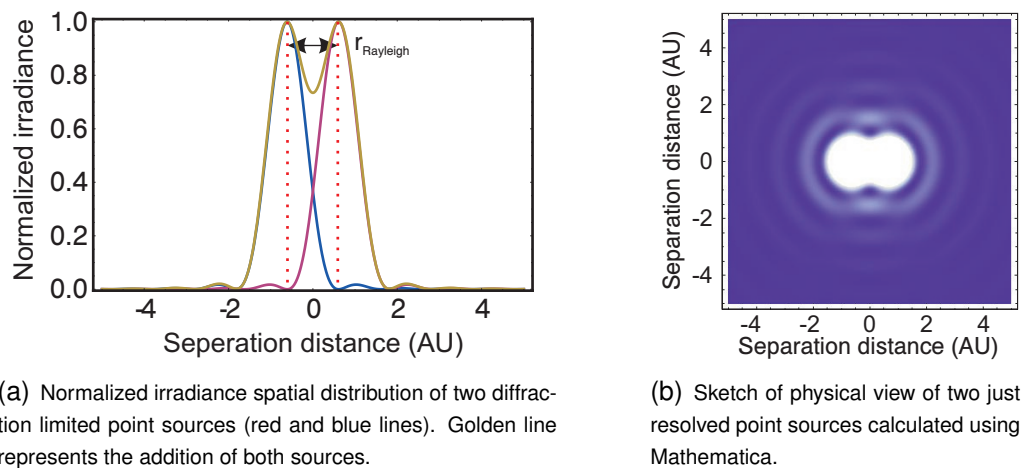 Normalized irradiance
1.0
0.8
0.6
0.4
0.2
0.0
r Rayleigh
-4
-2
0
2
4
Seperation distance (AU)
(a) Normalized irradiance spatial distribution of two diffrac-
tion limited point sources (red and blue lines). Golden line
represents the addition of both sources.
Separation distance (AU)
4
2
0
-2
-4
-4
-2
0
2
4
Separation distance (AU)
(b) Sketch of physical view of two just
resolved point sources calculated using
Mathematica.